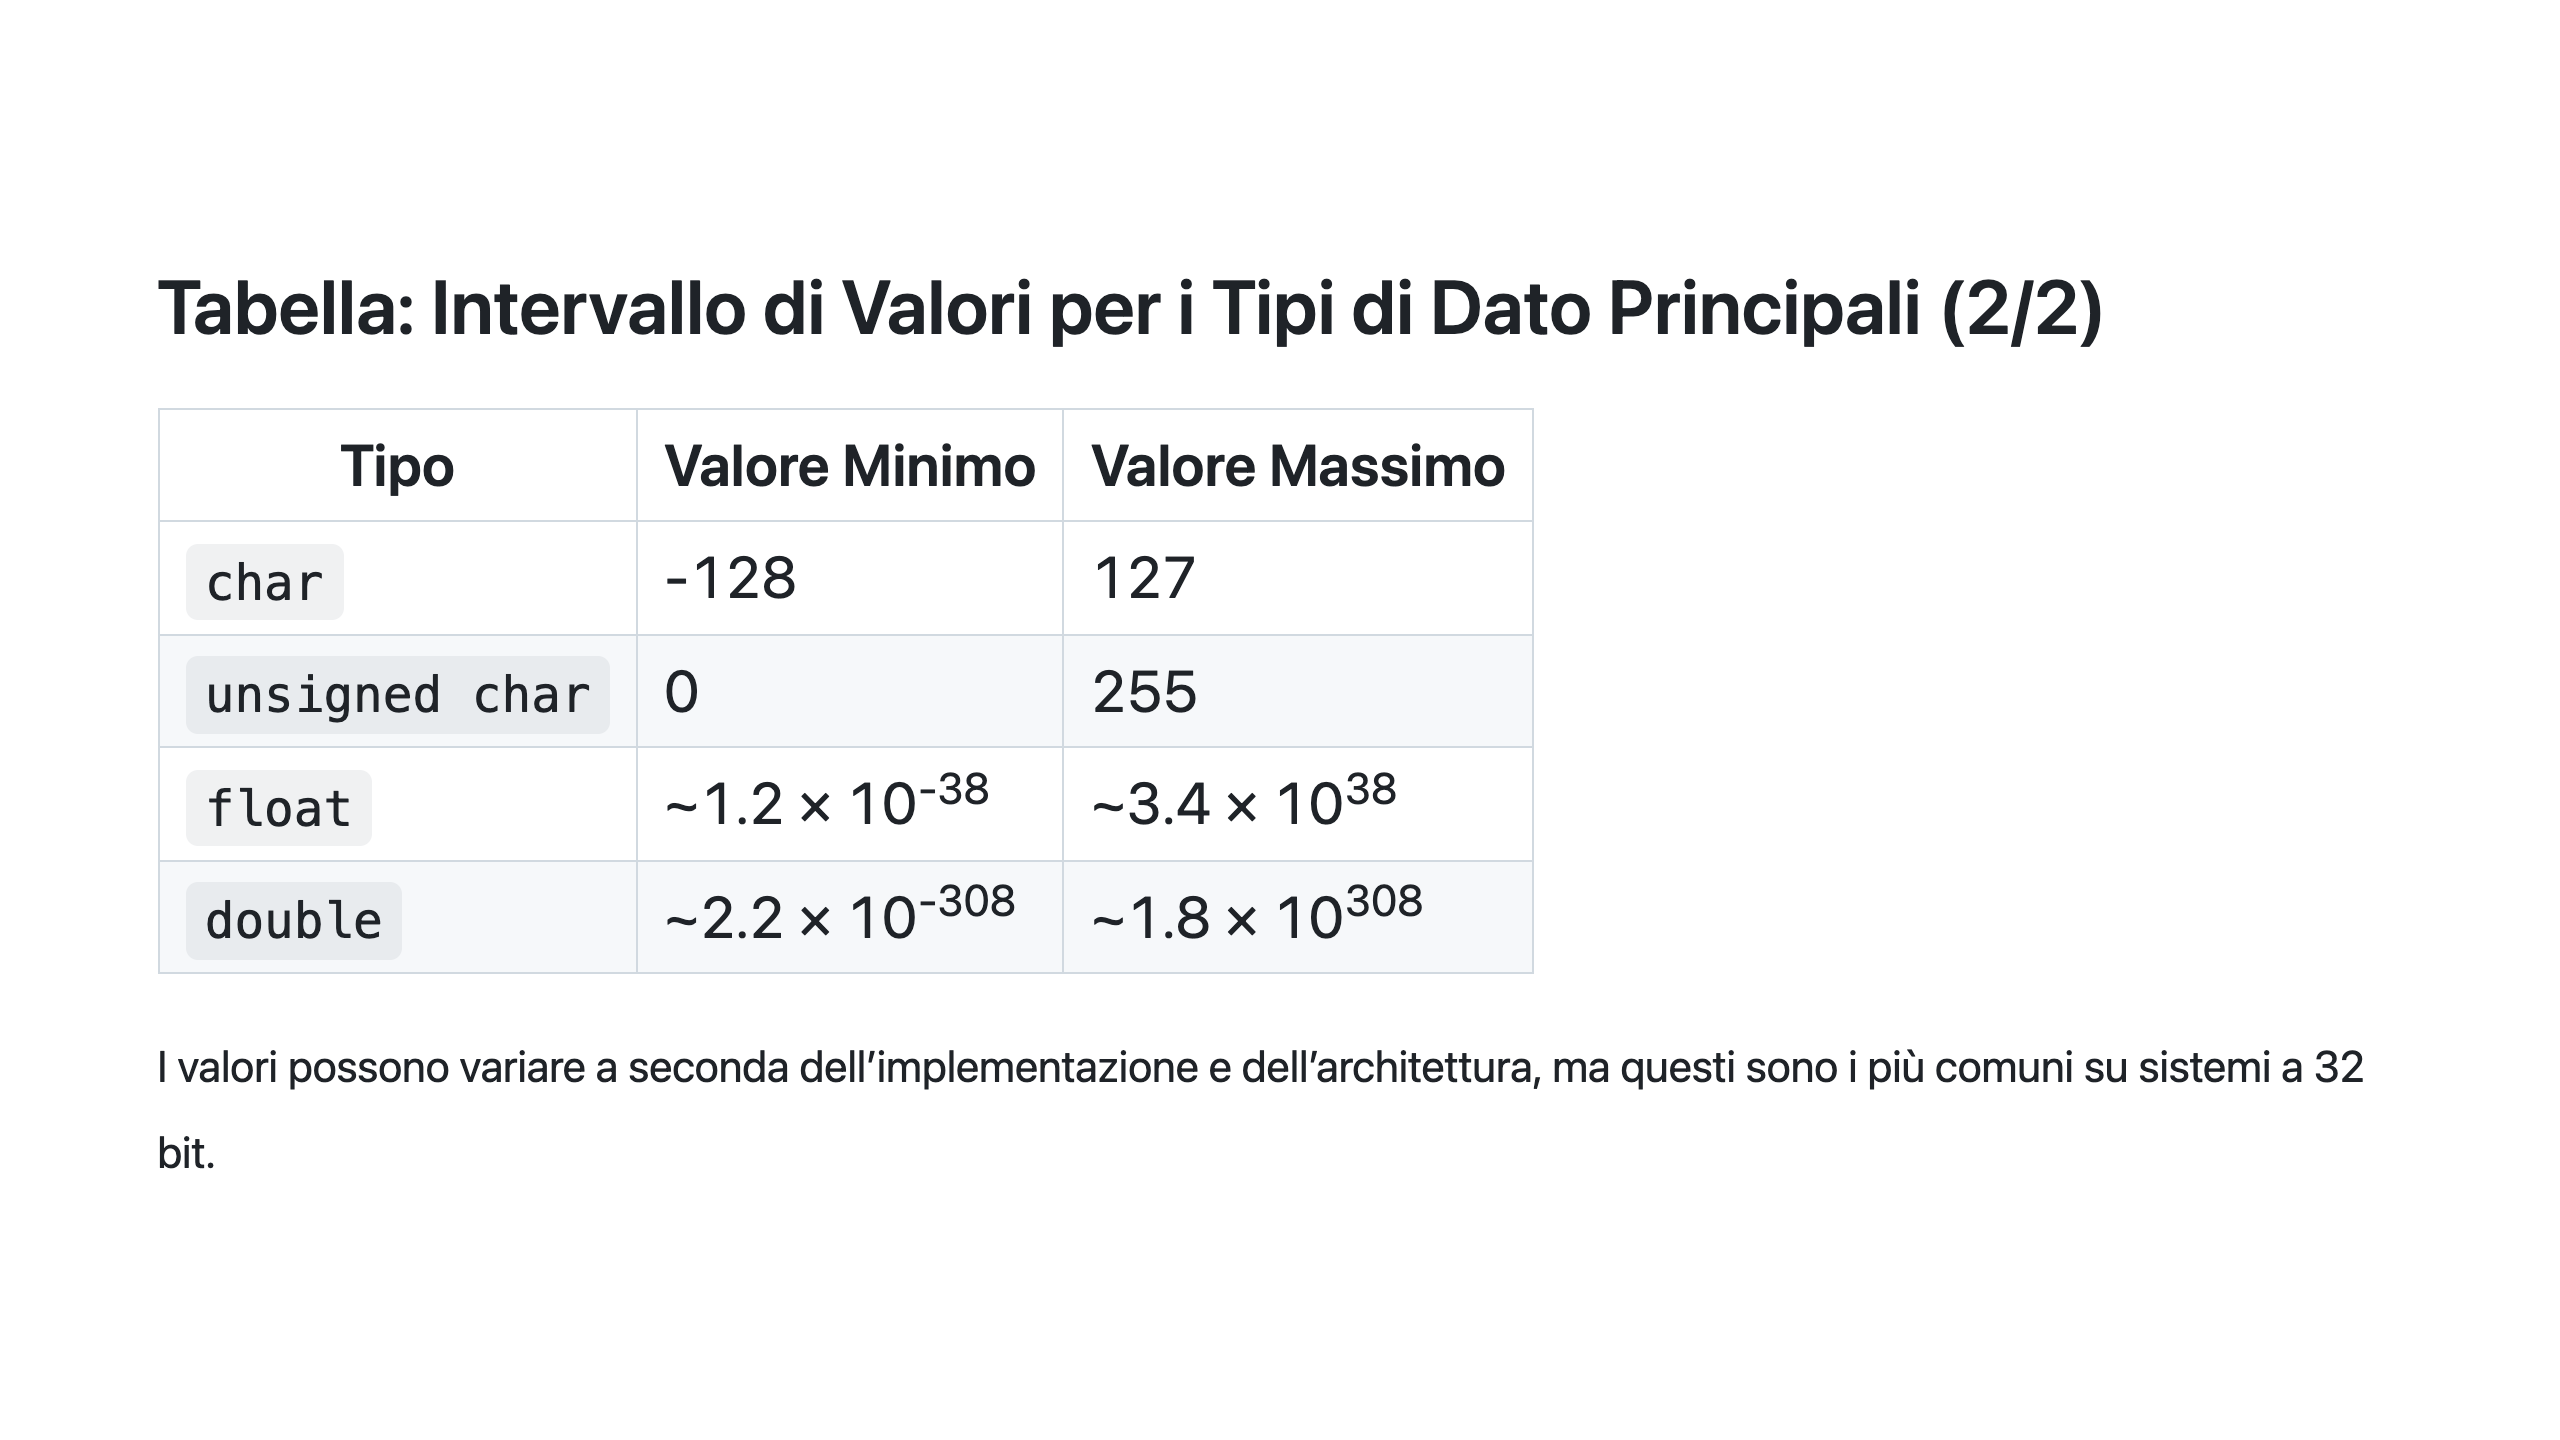 Tabella: Intervallo di Valori per i Tipi di Dato Principali (2/2)
Tipo Valore Minimo Valore Massimo
char -128 127
unsigned char 0 255
float ~1.2 × 10⁻³⁸ ~3.4 × 10³⁸
double ~2.2 × 10⁻³⁰⁸ ~1.8 × 10³⁰⁸
I valori possono variare a seconda dell’implementazione e dell’architettura, ma questi sono i più comuni su sistemi a 32
bit.